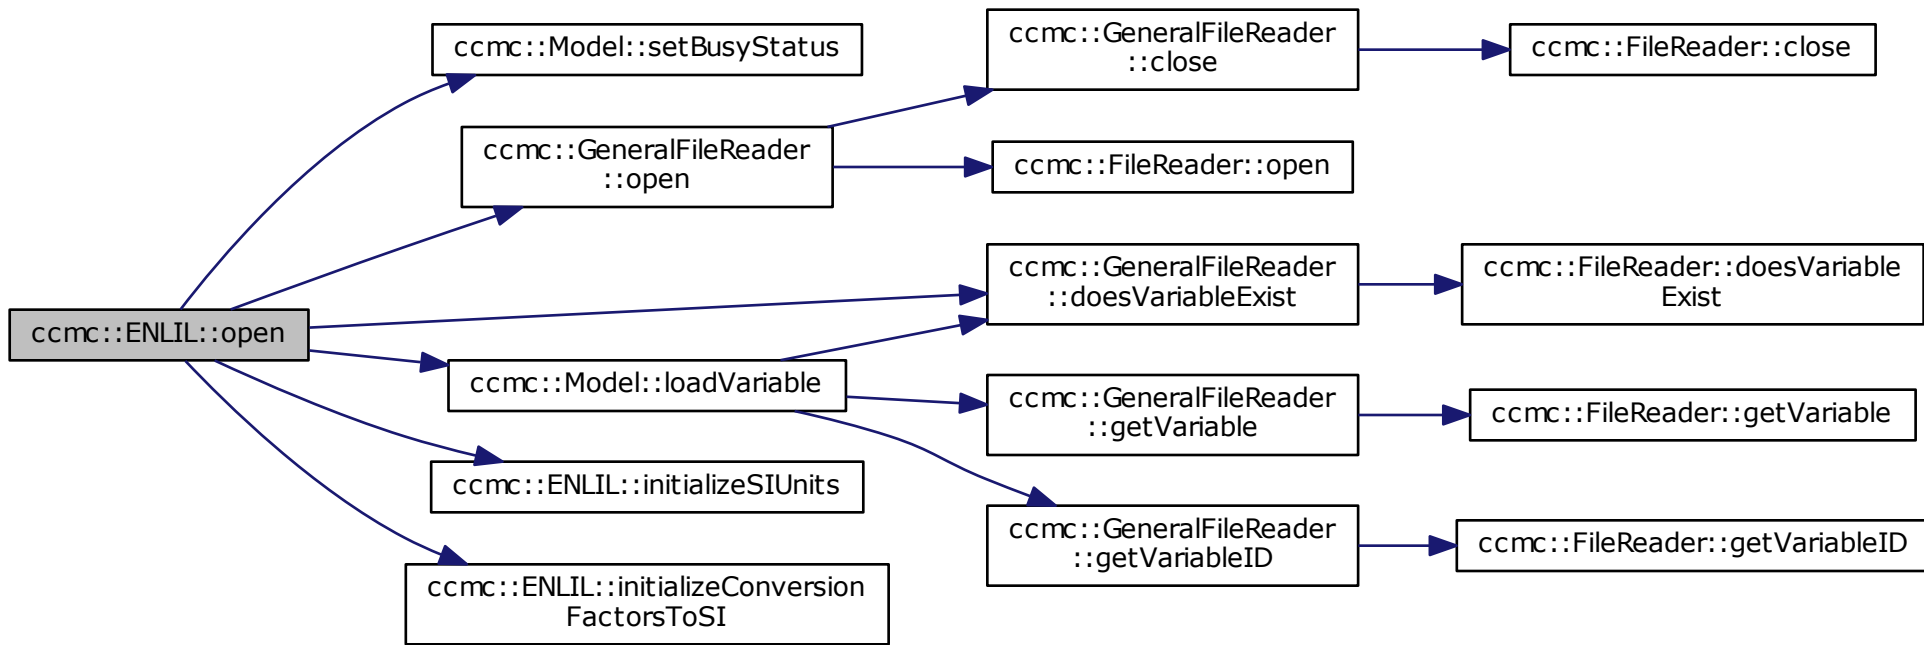 ccmc::ENLIL::open
ccmc::Model::setBusyStatus
ccmc::GeneralFileReader
::open
ccmc::Model::loadVariable
ccmc::ENLIL::initializeSIUnits
ccmc::ENLIL::initializeConversion
FactorsToSI
ccmc::GeneralFileReader
::close
ccmc::FileReader::open
ccmc::GeneralFileReader
::doesVariableExist
ccmc::GeneralFileReader
::getVariable
ccmc::GeneralFileReader
::getVariableID
ccmc::FileReader::close
ccmc::FileReader::doesVariable
Exist
ccmc::FileReader::getVariable
ccmc::FileReader::getVariableID